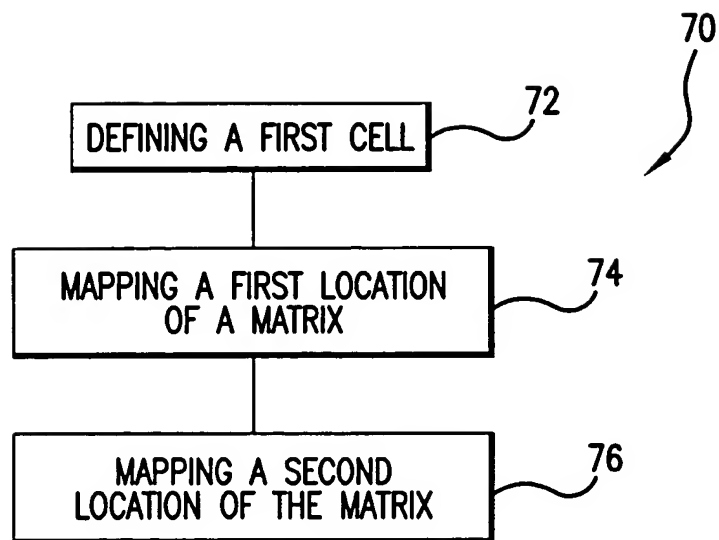 70
72
DEFINING A FIRST CELL
74
MAPPING A FIRST LOCATION
OF A MATRIX
76
MAPPING A SECOND
LOCATION OF THE MATRIX